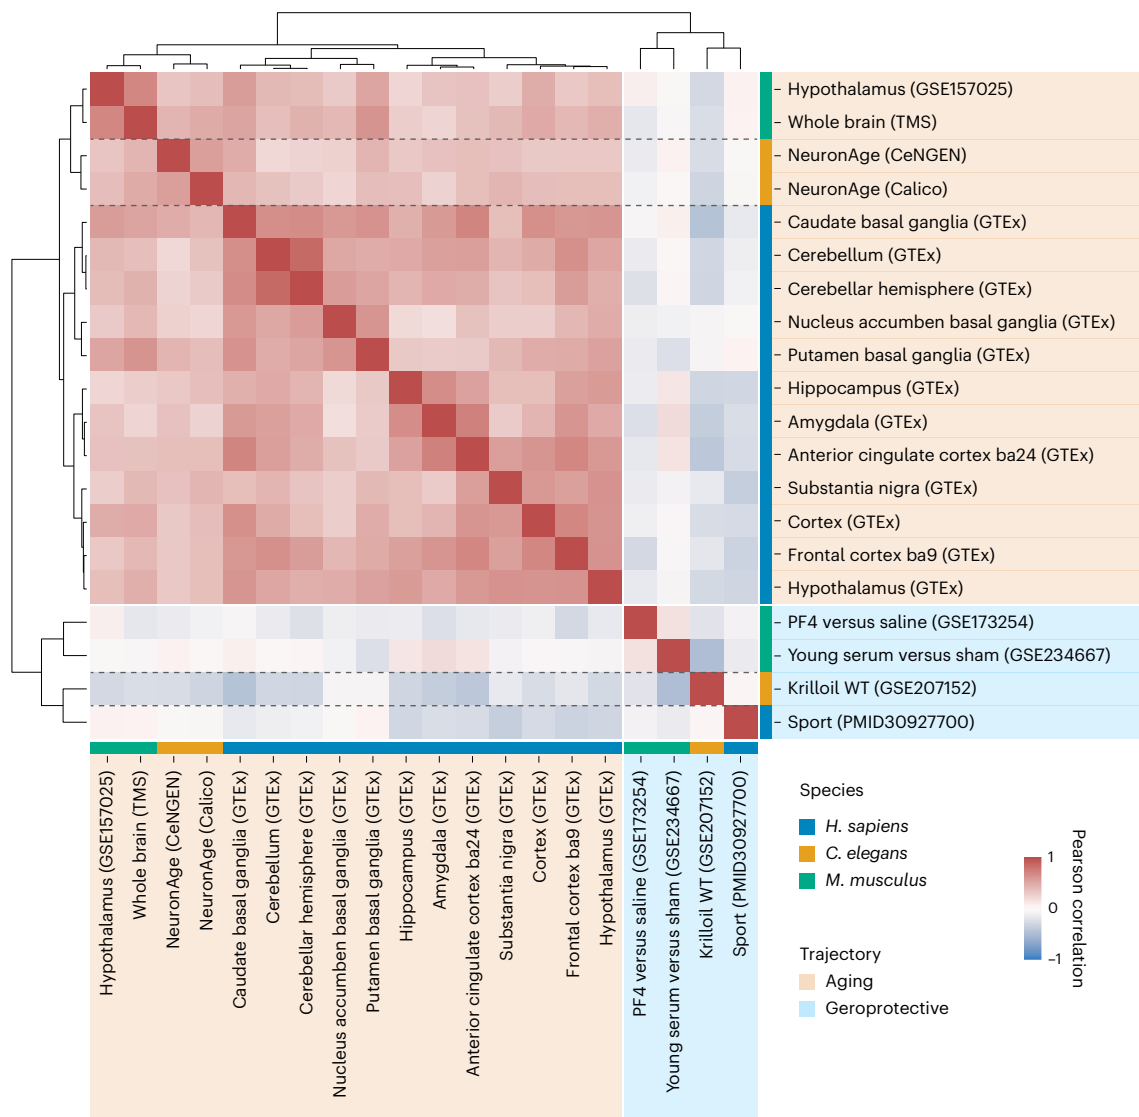 Hypothalamus (GSE157025)
Whole brain (TMS)
NeuronAge (CeNGEN)
NeuronAge (Calico)
Caudate basal ganglia (GTEx)
Cerebellum (GTEx)
Cerebellar hemisphere (GTEx)
Nucleus accumben basal ganglia (GTEx)
Putamen basal ganglia (GTEx)
Hippocampus (GTEx)
Amygdala (GTEx)
Anterior cingulate cortex ba24 (GTEx)
Substantia nigra (GTEx)
Cortex (GTEx)
Frontal cortex ba9 (GTEx)
Hypothalamus (GTEx)
PF4 versus saline (GSE173254)
Young serum versus sham (GSE234667)
Krilloil WT (GSE207152)
Sport (PMID30927700)
Hypothalamus (GSE157025)
Whole brain (TMS)
NeuronAge (CeNGEN)
NeuronAge (Calico)
Caudate basal ganglia (GTEx)
Cerebellum (GTEx)
Cerebellar hemisphere (GTEx)
Nucleus accumben basal ganglia (GTEx)
Putamen basal ganglia (GTEx)
Hippocampus (GTEx)
Amygdala (GTEx)
Anterior cingulate cortex ba24 (GTEx)
Substantia nigra (GTEx)
Cortex (GTEx)
Frontal cortex ba9 (GTEx)
Hypothalamus (GTEx)
PF4 versus saline (GSE173254)
Young serum versus sham (GSE234667)
Krilloil WT (GSE207152)
Sport (PMID30927700)
Species
H. sapiens
C. elegans
M. musculus
Trajectory
Aging
Geroprotective
1
0
–1
Pearson correlation